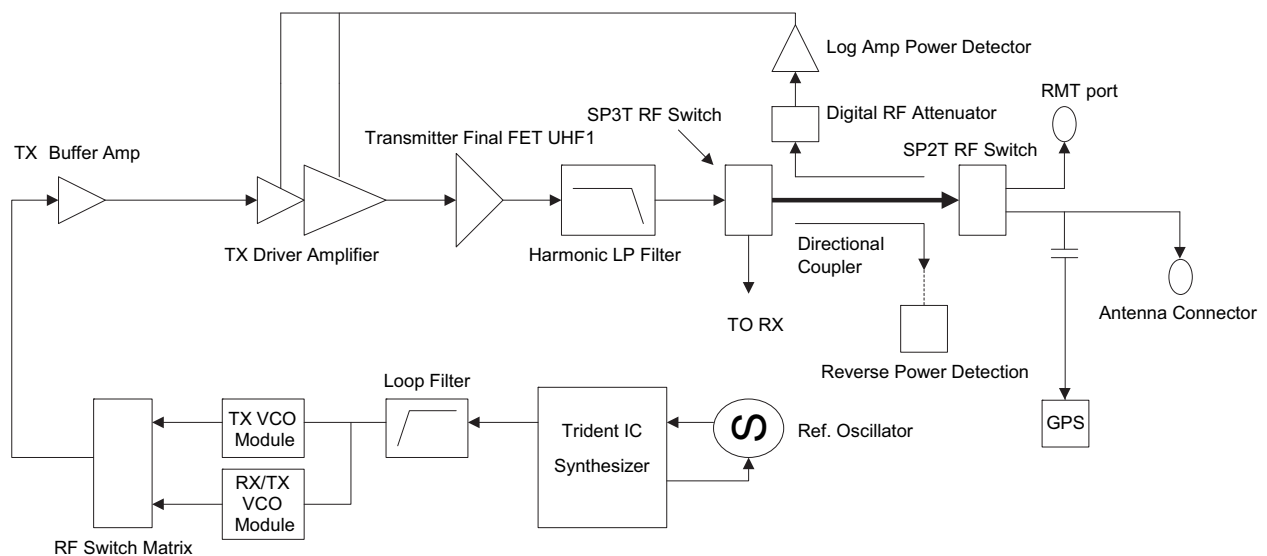 Log Amp Power Detector
RMT port
SP3T RF Switch
Digital RF Attenuator
Transmitter Final FET UHF1
TX Buffer Amp
SP2T RF Switch
TX Driver Amplifier
Harmonic LP Filter
Directional
Coupler
TO RX
Antenna Connector
Reverse Power Detection
Loop Filter
TX VCO
Module
Trident IC
Synthesizer
S
Ref. Oscillator
GPS
RX/TX
VCO
Module
RF Switch Matrix